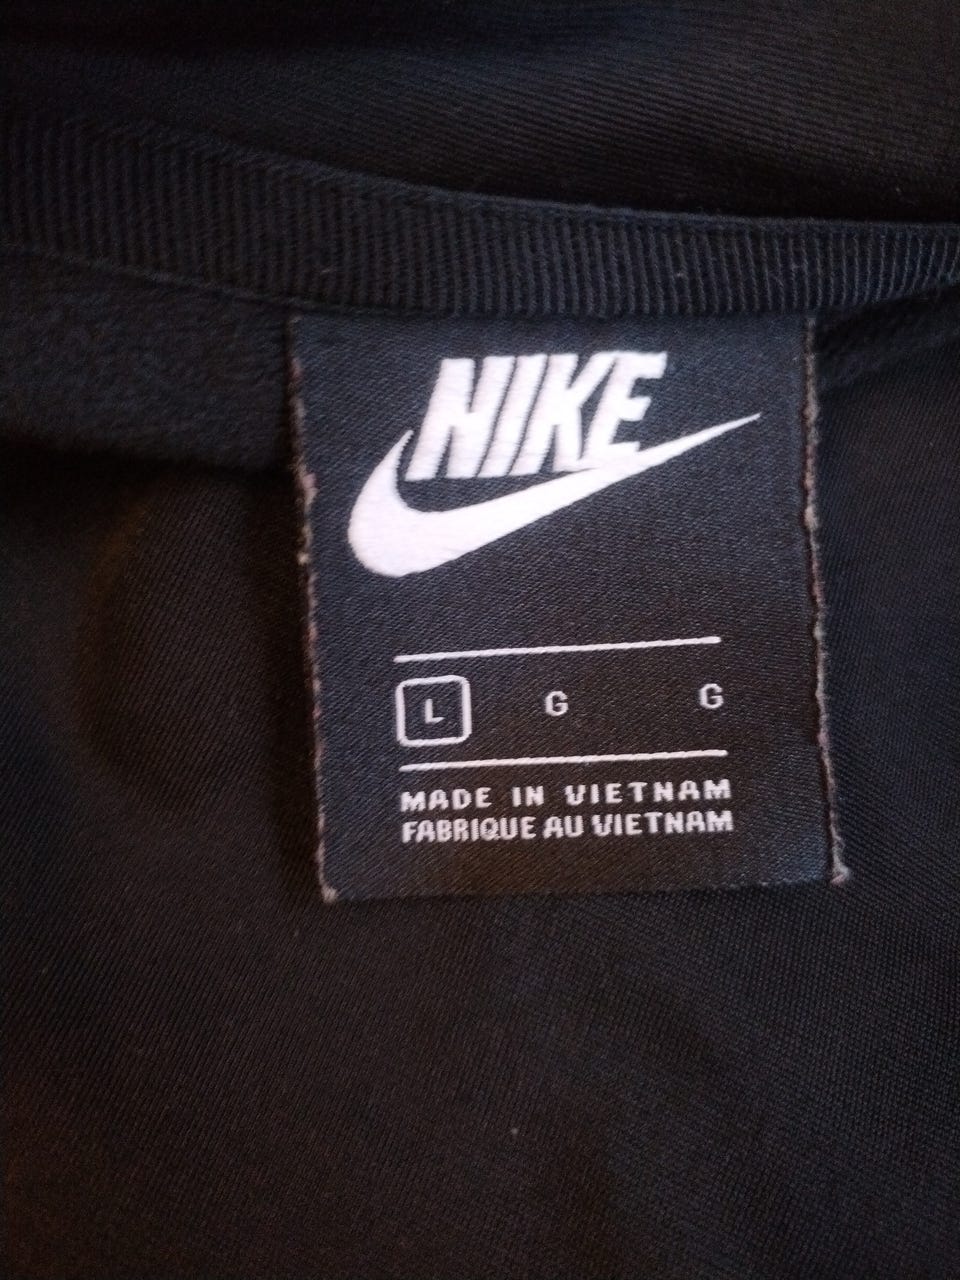 NIKE
L G G
MADE IN VIETNAM
FABRIQUE AU VIETNAM